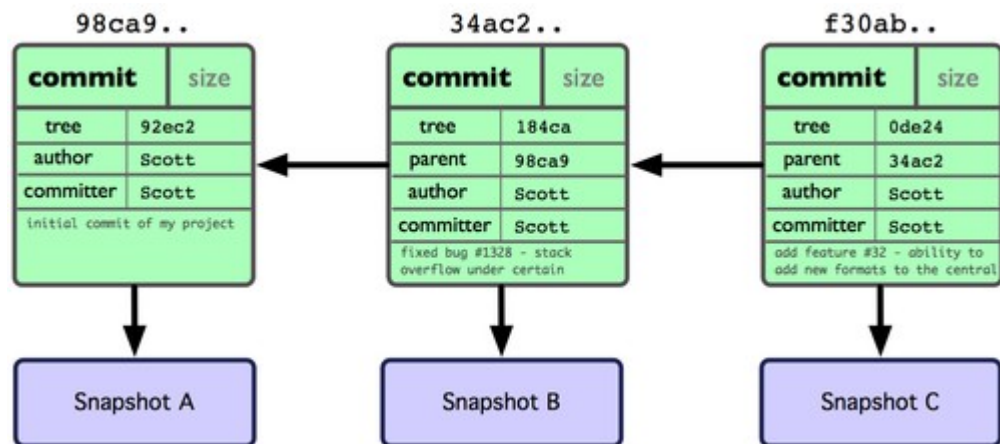 98ca9..
commit size
tree 92ec2
author Scott
committer Scott
initial commit of my project
Snapshot A
34ac2..
commit size
tree 184ca
parent 98ca9
author Scott
committer Scott
fixed bug #1328 - stack
overflow under certain
Snapshot B
f30ab..
commit size
tree 0de24
parent 34ac2
author Scott
committer Scott
add feature #32 - ability to
add new formats to the central
Snapshot C